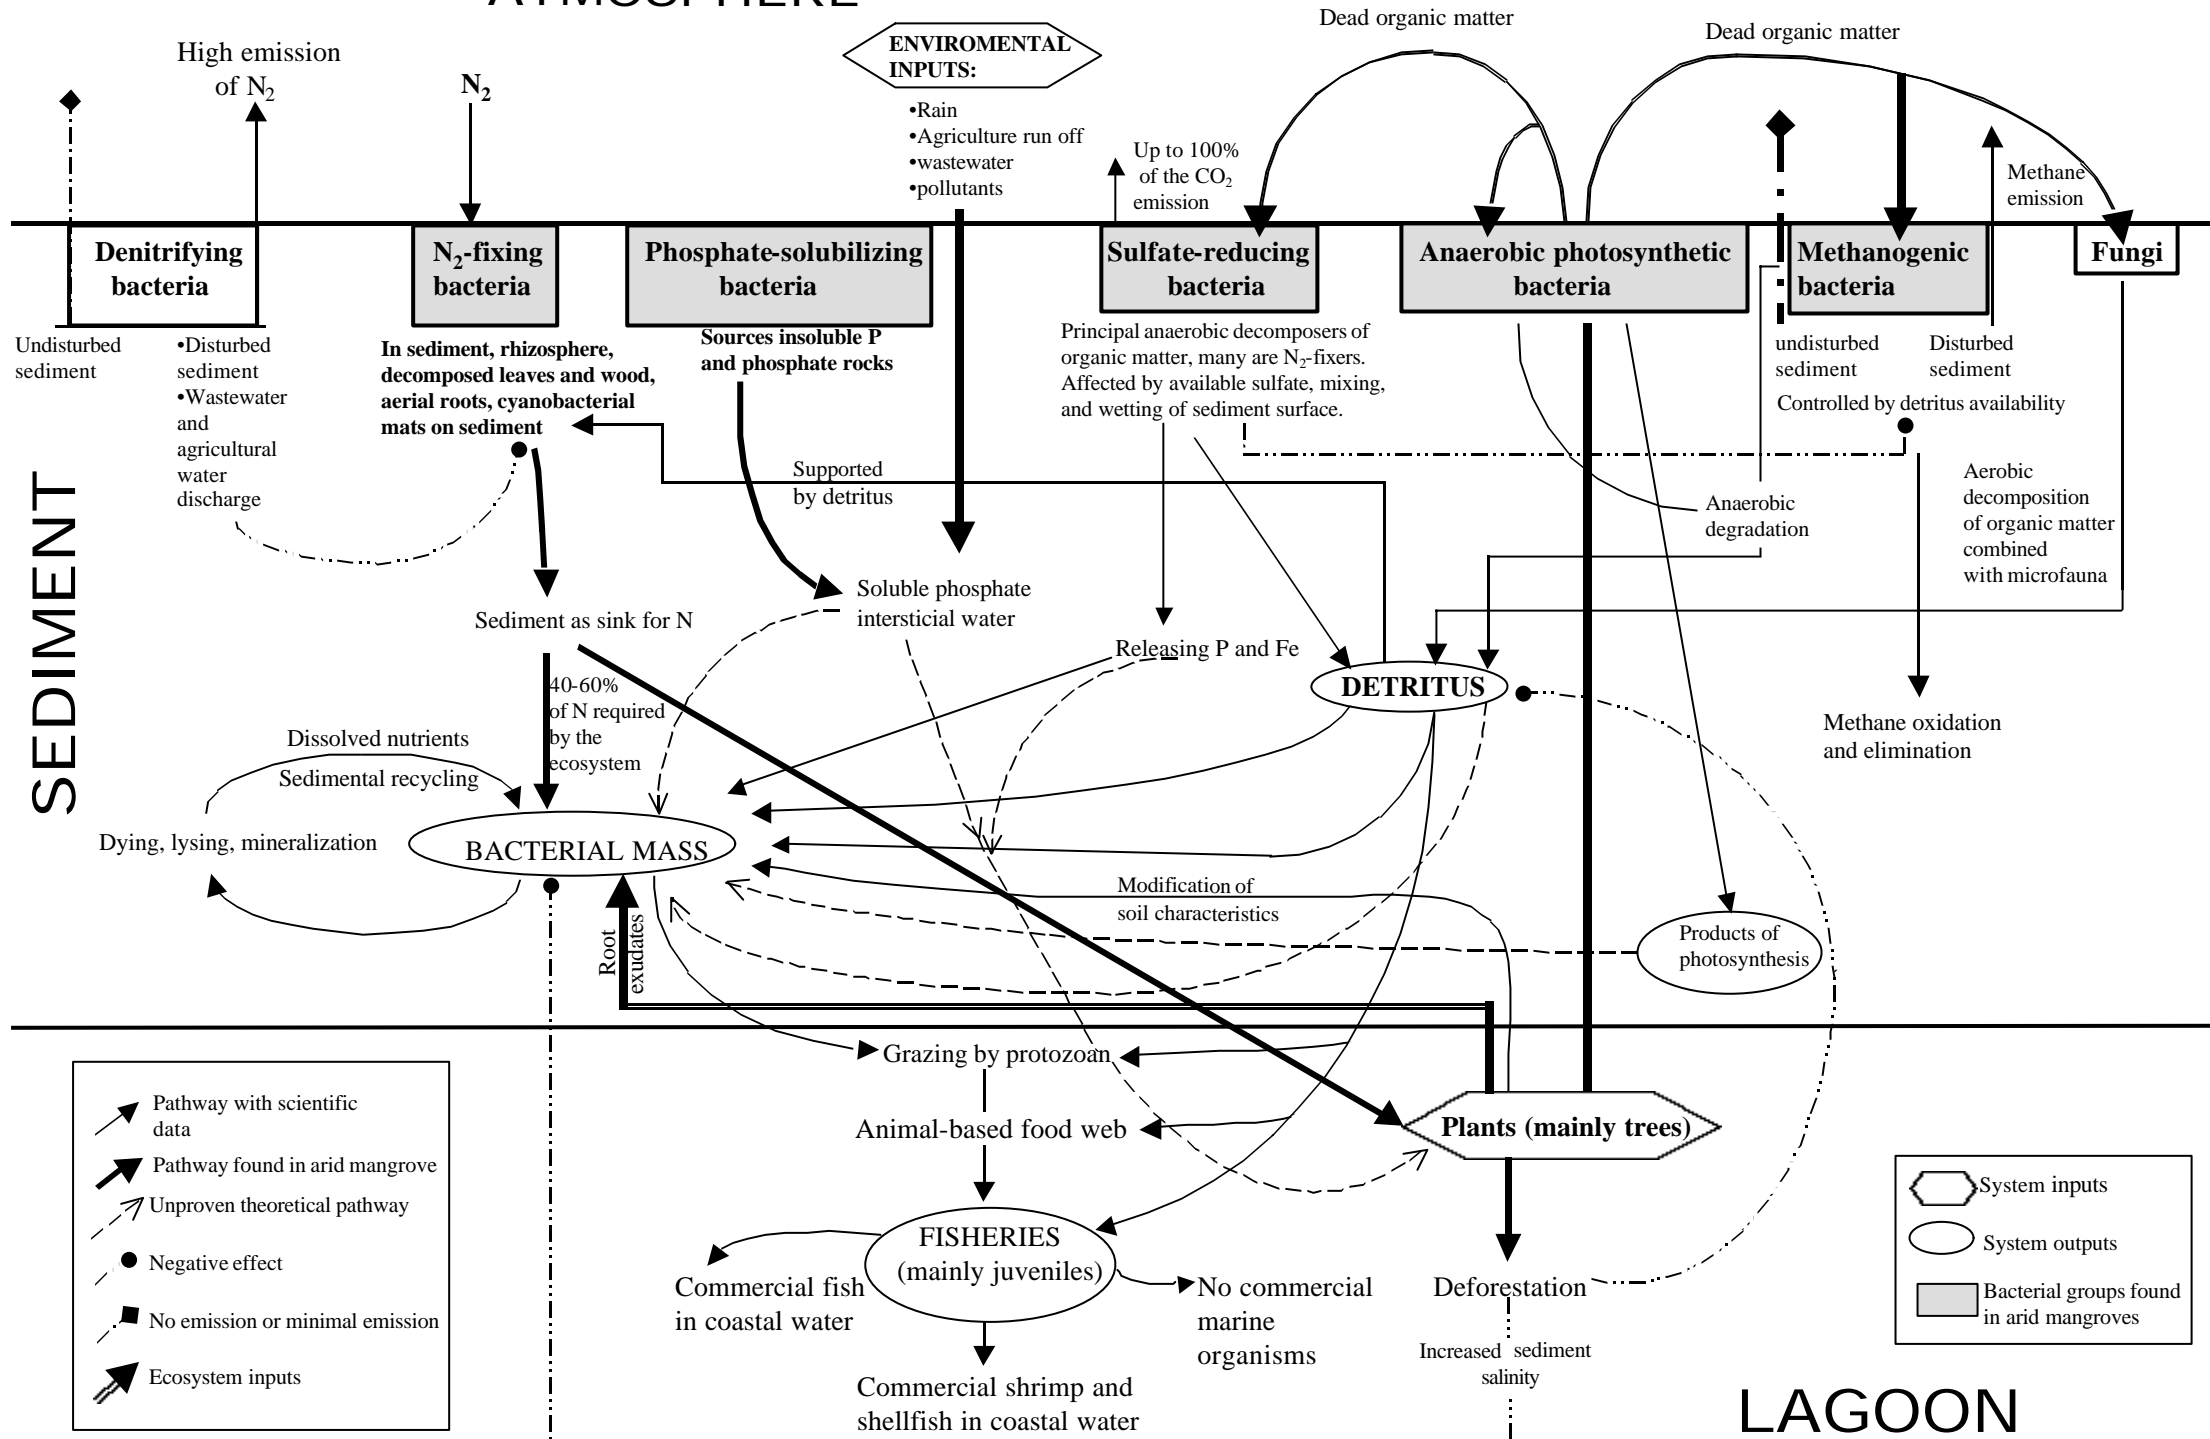 ATMOSPHERE
High emission
of N₂
N₂
ENVIROMENTAL
INPUTS:
•Rain
•Agriculture run off
•wastewater
•pollutants
Up to 100%
of the CO₂
emission
Dead organic matter
Dead organic matter
Methane
emission
Denitrifying
bacteria
N₂-fixing
bacteria
Phosphate-solubilizing
bacteria
Sulfate-reducing
bacteria
Anaerobic photosynthetic
bacteria
Methanogenic
bacteria
Fungi
Undisturbed
sediment
•Disturbed
sediment
•Wastewater
and
agricultural
water
discharge
In sediment, rhizosphere,
decomposed leaves and wood,
aerial roots, cyanobacterial
mats on sediment
Sources insoluble P
and phosphate rocks
Principal anaerobic decomposers of
organic matter, many are N₂-fixers.
Affected by available sulfate, mixing,
and wetting of sediment surface.
undisturbed
sediment
Disturbed
sediment
Controlled by detritus availability
Supported
by detritus
Anaerobic
degradation
Aerobic
decomposition
of organic matter
combined
with microfauna
SEDIMENT
Sediment as sink for N
Soluble phosphate
intersticial water
Releasing P and Fe
DETRITUS
40-60%
of N required
by the
ecosystem
Methane oxidation
and elimination
Dissolved nutrients
Sedimental recycling
Dying, lysing, mineralization
BACTERIAL MASS
Modification of
soil characteristics
Root
exudates
Products of
photosynthesis
Grazing by protozoan
Animal-based food web
Plants (mainly trees)
FISHERIES
(mainly juveniles)
Commercial fish
in coastal water
No commercial
marine
organisms
Commercial shrimp and
shellfish in coastal water
Deforestation
Increased sediment
salinity
Pathway with scientific
data
Pathway found in arid mangrove
Unproven theoretical pathway
Negative effect
No emission or minimal emission
Ecosystem inputs
System inputs
System outputs
Bacterial groups found
in arid mangroves
LAGOON